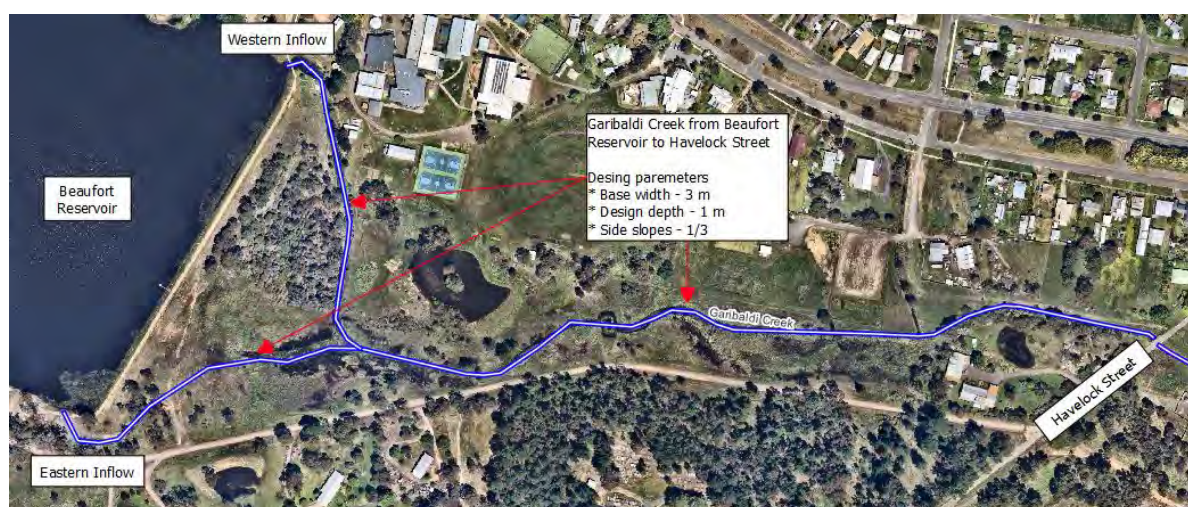 Western Inflow
Garibaldi Creek from Beaufort
Reservoir to Havelock Street
Desing paremeters
* Base width - 3 m
* Design depth - 1 m
* Side slopes - 1/3
Beaufort
Reservoir
Garibaldi Creek
Havelock Street
Eastern Inflow